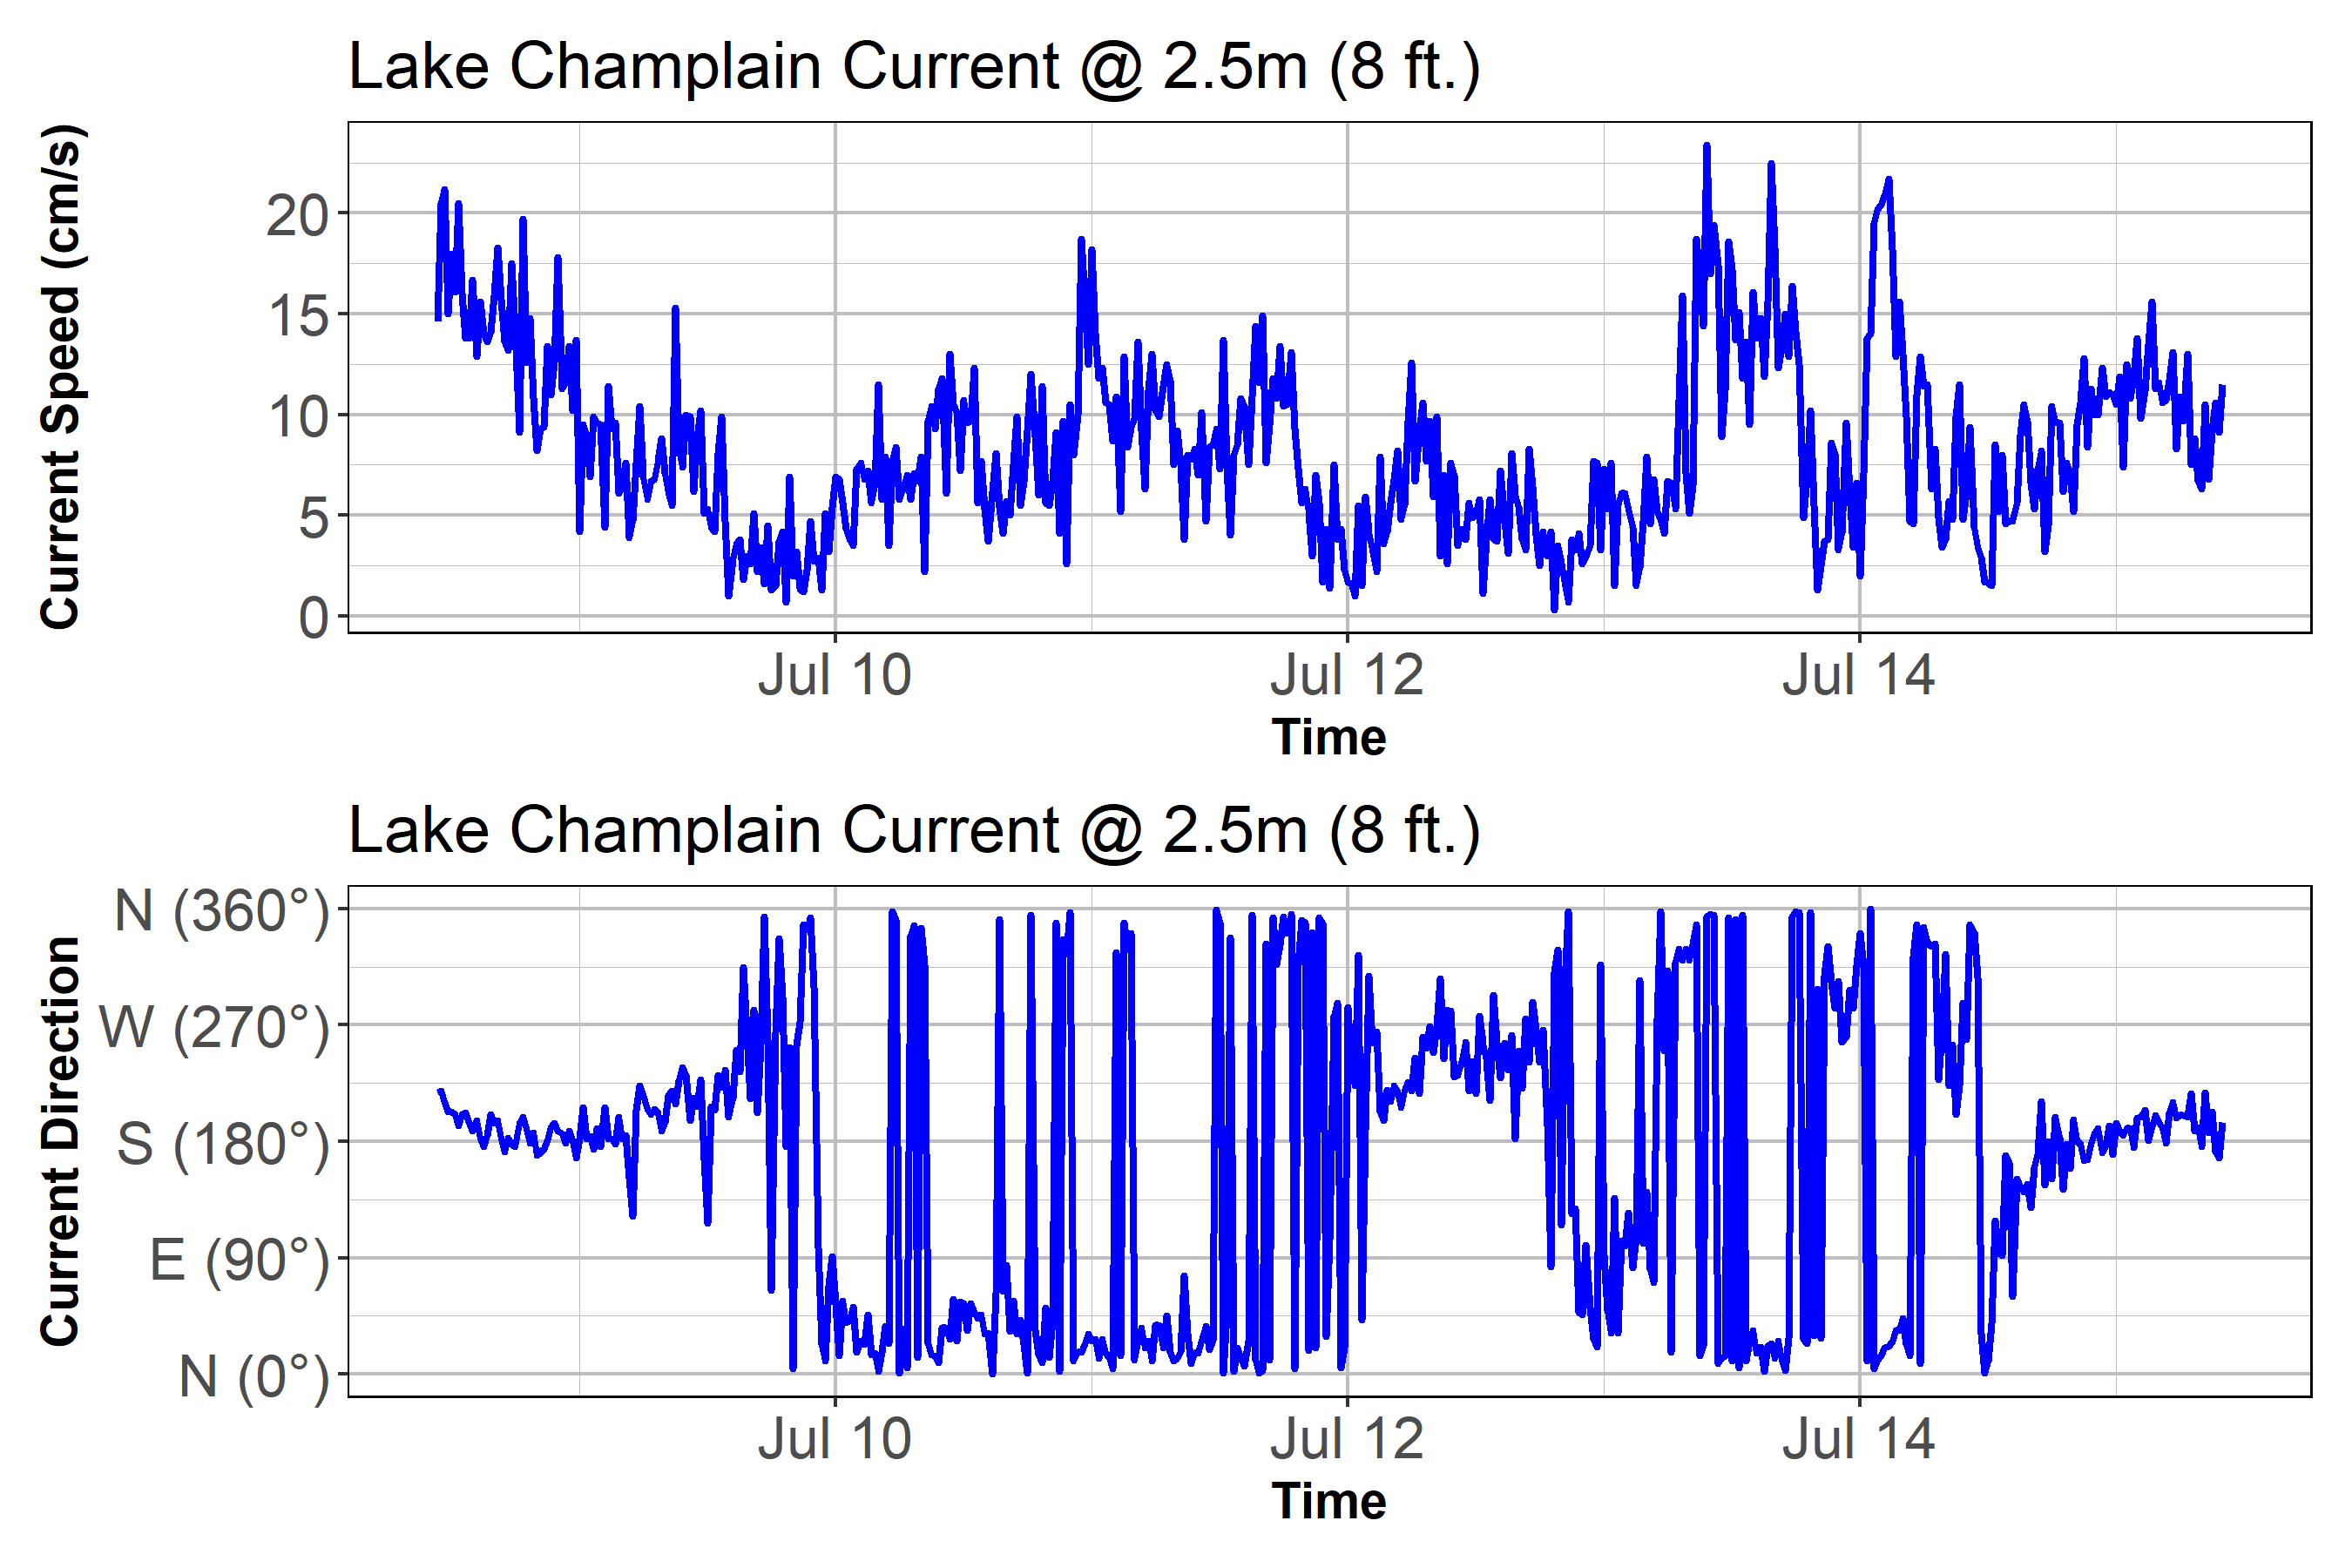 Lake Champlain Current @ 2.5m (8 ft.)
Current Speed (cm/s)
20
15
10
5
0
Jul 10 Jul 12 Jul 14
Time
Lake Champlain Current @ 2.5m (8 ft.)
Current Direction
N (360°)
W (270°)
S (180°)
E (90°)
N (0°)
Jul 10 Jul 12 Jul 14
Time